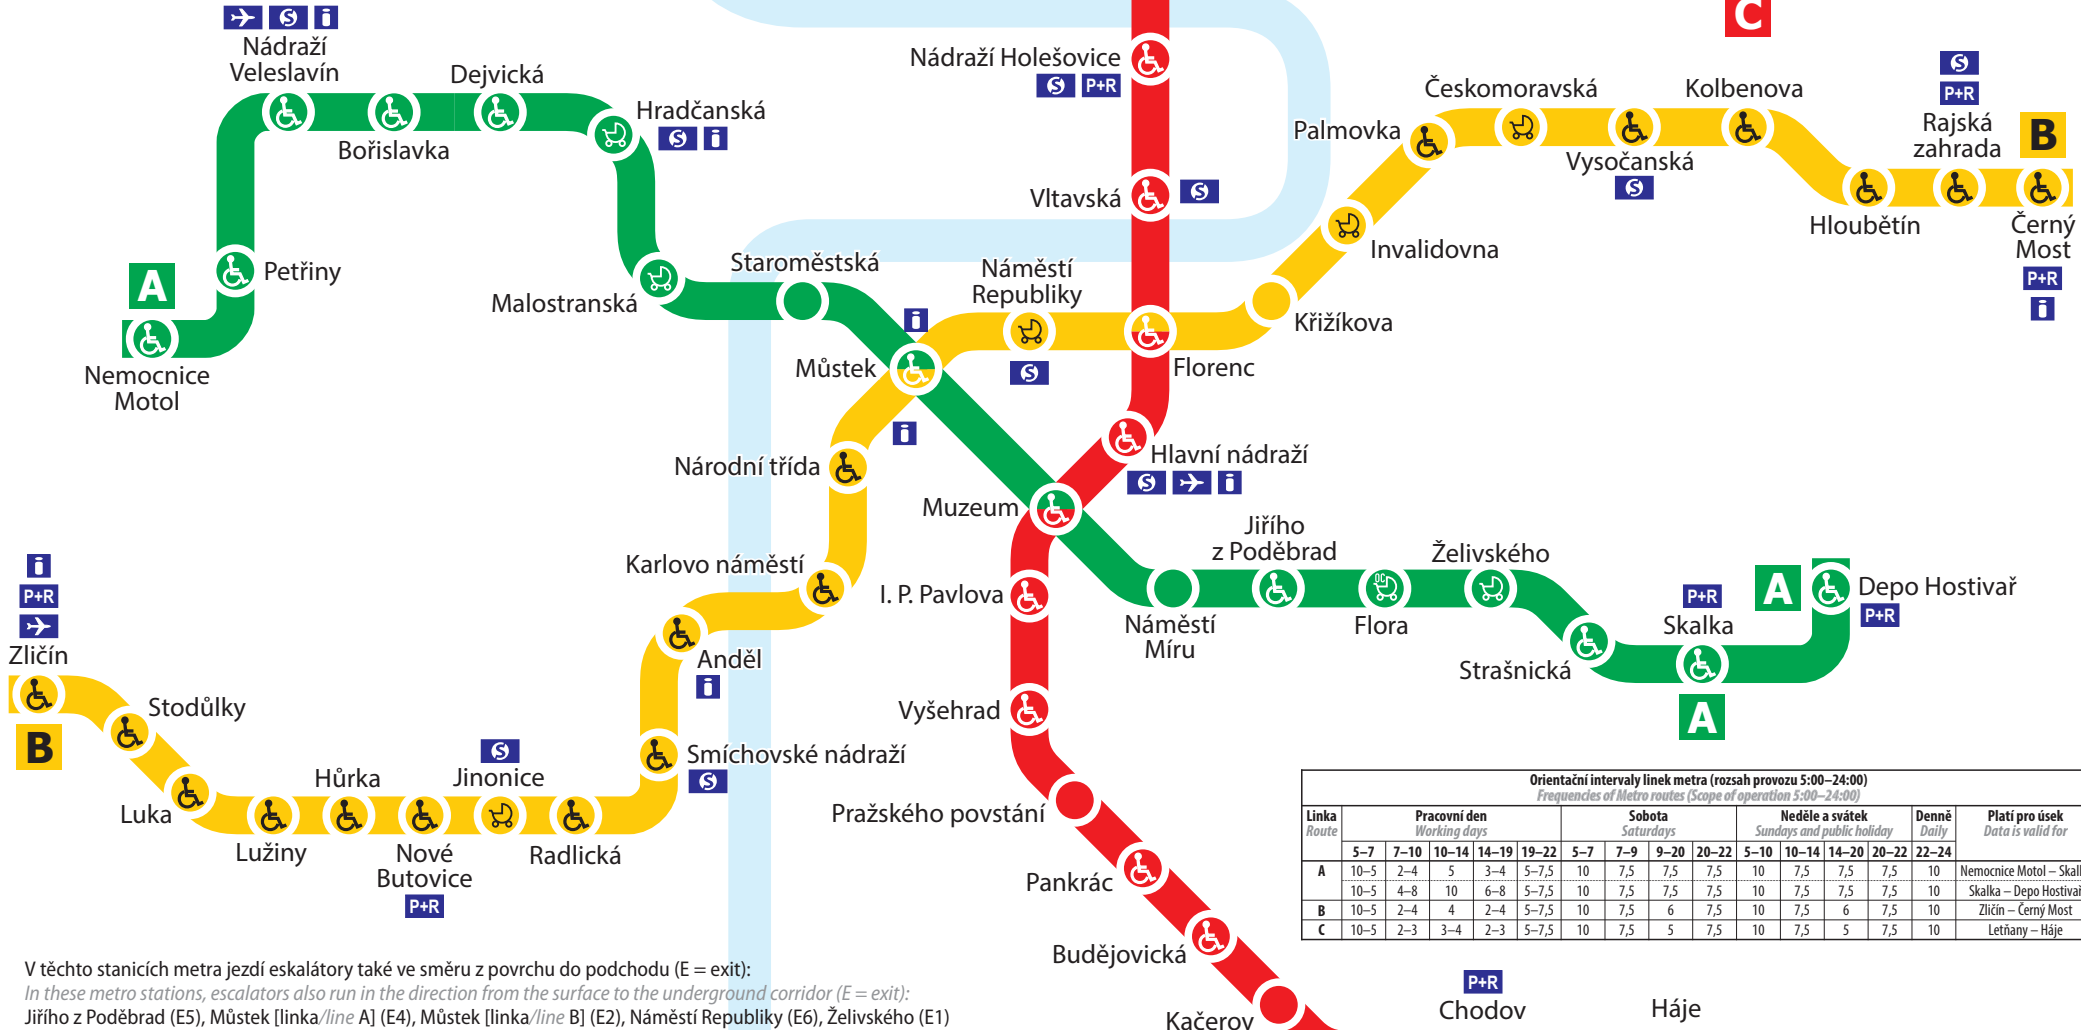 C
Nádraží
Veleslavín
Dejvická
Bořislavka
Hradčanská
Nádraží Holešovice
P+R
Českomoravská
Kolbenova
P+R
Rajská
zahrada
B
Palmovka
Vysočanská
Vltavská
Hloubětín
Černý
Most
P+R
Invalidovna
Petřiny
A
Malostranská
Staroměstská
Náměstí
Republiky
Křižíkova
Nemocnice
Motol
Můstek
Florenc
Národní třída
Hlavní nádraží
Muzeum
Jiřího
z Poděbrad
Želivského
Karlovo náměstí
I. P. Pavlova
P+R
Skalka
A
Depo Hostivař
P+R
Náměstí
Míru
Flora
Strašnická
A
P+R
Zličín
B
Anděl
Stodůlky
Vyšehrad
Smíchovské nádraží
Hůrka
Jinonice
Luka
Lužiny
Nové
Butovice
P+R
Radlická
Pražského povstání
Pankrác
Budějovická
Kačerov
P+R
Chodov
Háje
Orientační intervaly linek metra (rozsah provozu 5:00–24:00)
Frequencies of Metro routes (Scope of operation 5:00–24:00)
Linka Pracovní den Sobota Neděle a svátek Denně Platí pro úsek
Route Working days Saturdays Sundays and public holiday Daily Data is valid for
5–7 7–10 10–14 14–19 19–22 5–7 7–9 9–20 20–22 5–10 10–14 14–20 20–22 22–24
A 10–5 2–4 5 3–4 5–7,5 10 7,5 7,5 7,5 10 7,5 7,5 7,5 10 Nemocnice Motol – Skal
10–5 4–8 10 6–8 5–7,5 10 7,5 7,5 7,5 10 7,5 7,5 7,5 10 Skalka – Depo Hostivař
B 10–5 2–4 4 2–4 5–7,5 10 7,5 6 7,5 10 7,5 6 7,5 10 Zličín – Černý Most
C 10–5 2–3 3–4 2–3 5–7,5 10 7,5 5 7,5 10 7,5 5 7,5 10 Letňany – Háje
V těchto stanicích metra jezdí eskalátory také ve směru z povrchu do podchodu (E = exit):
In these metro stations, escalators also run in the direction from the surface to the underground corridor (E = exit):
Jiřího z Poděbrad (E5), Můstek [linka/line A] (E4), Můstek [linka/line B] (E2), Náměstí Republiky (E6), Želivského (E1)